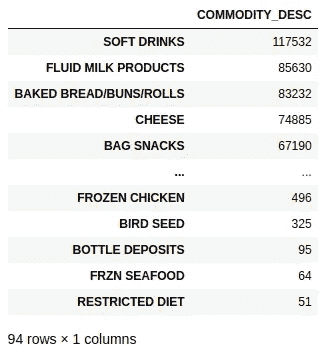 COMMODITY_DESC
SOFT DRINKS 117532
FLUID MILK PRODUCTS 85630
BAKED BREAD/BUNS/ROLLS 83232
CHEESE 74885
BAG SNACKS 67190
... ...
FROZEN CHICKEN 496
BIRD SEED 325
BOTTLE DEPOSITS 95
FRZN SEAFOOD 64
RESTRICTED DIET 51
94 rows × 1 columns